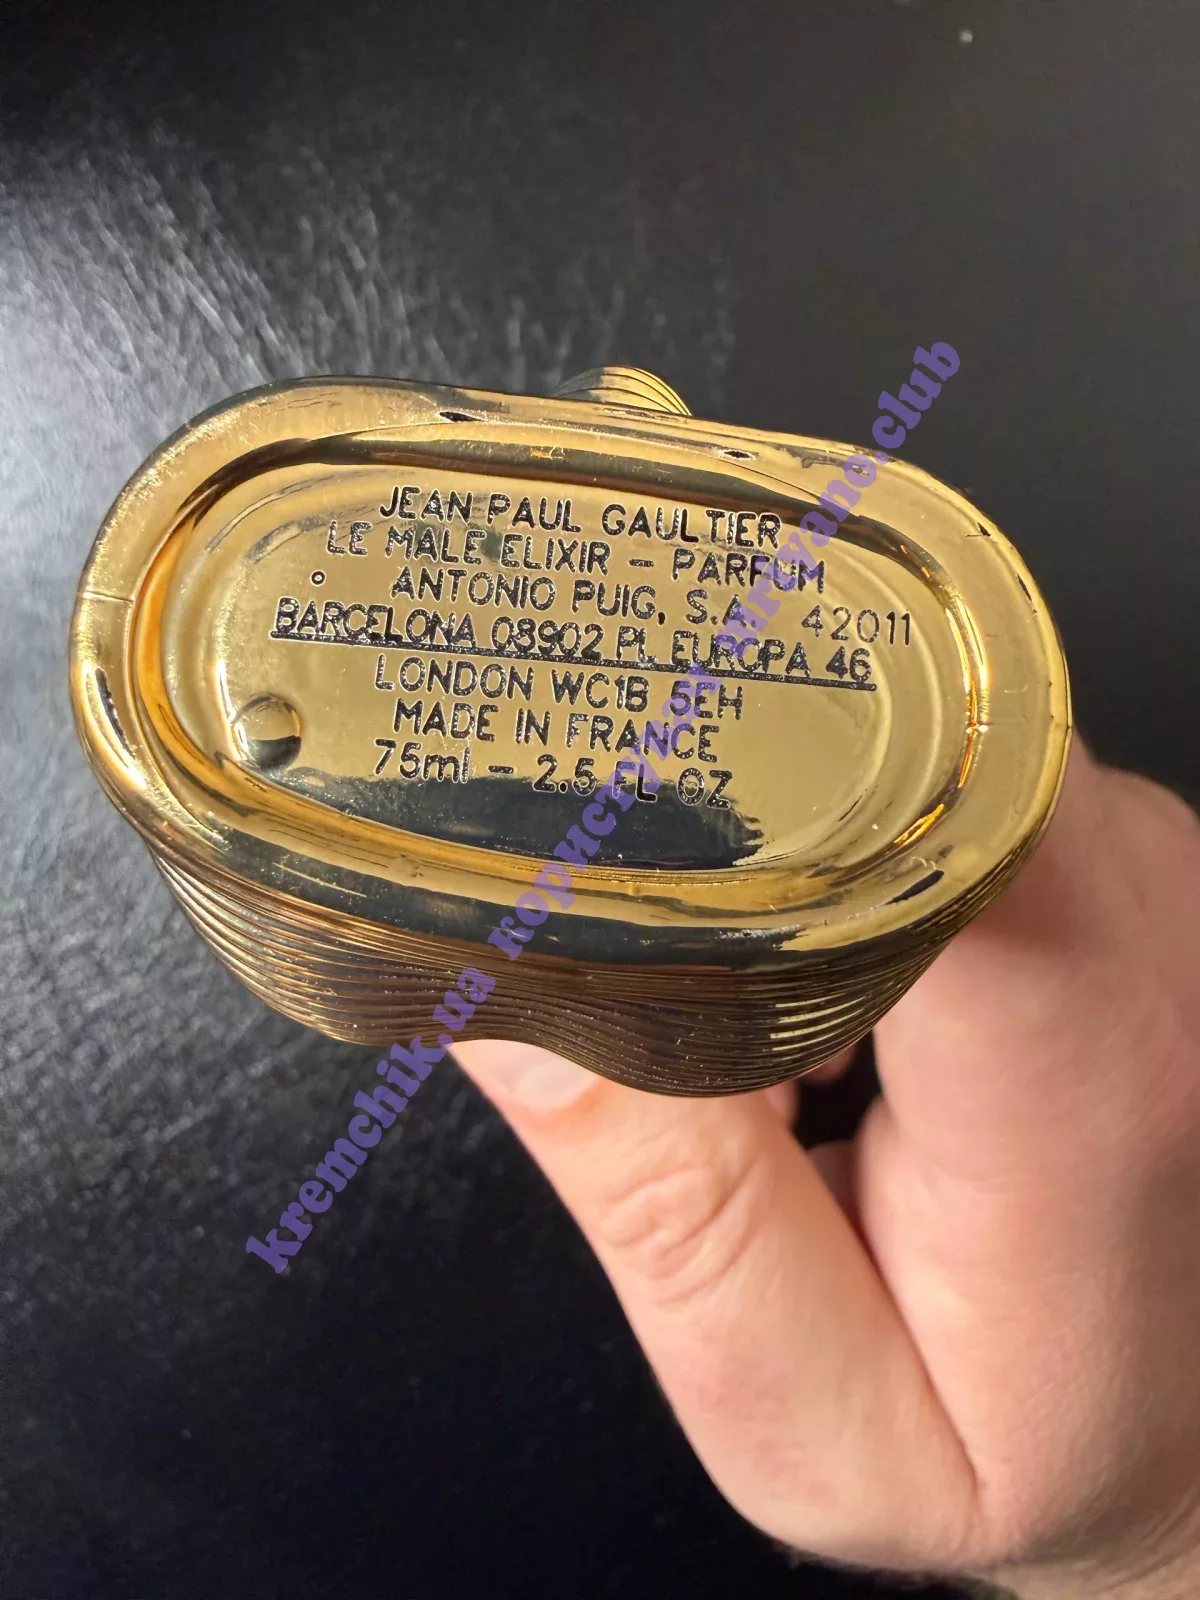 JEAN PAUL GAULTIER
LE MALE ELIXIR – PARFUM
ANTONIO PUIG, S.A. 42011
BARCELONA 08902 PL EUROPA 46
LONDON WC1B 5EH
MADE IN FRANCE
75ml – 2.5 FL OZ
kremchik.ua користувач club